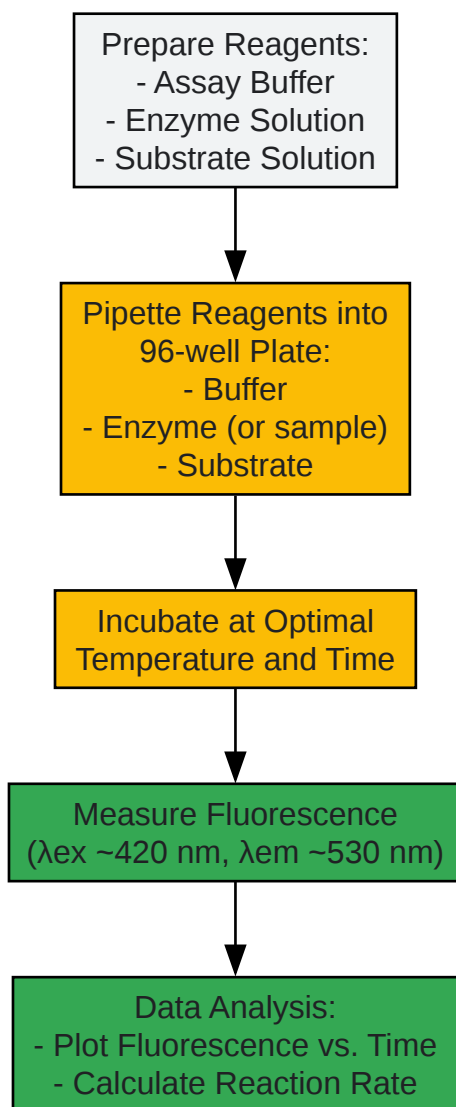 Prepare Reagents:
- Assay Buffer
- Enzyme Solution
- Substrate Solution
Pipette Reagents into
96-well Plate:
- Buffer
- Enzyme (or sample)
- Substrate
Incubate at Optimal
Temperature and Time
Measure Fluorescence
(λex ~420 nm, λem ~530 nm)
Data Analysis:
- Plot Fluorescence vs. Time
- Calculate Reaction Rate